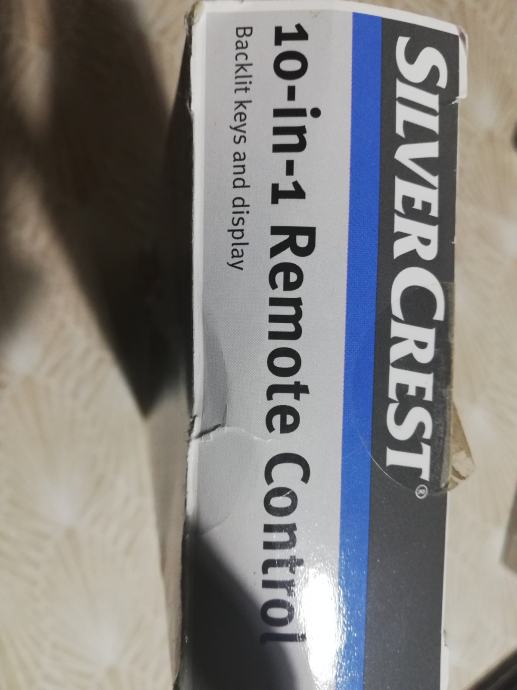 SILVERCREST®
10-in-1 Remote Control
Backlit keys and display